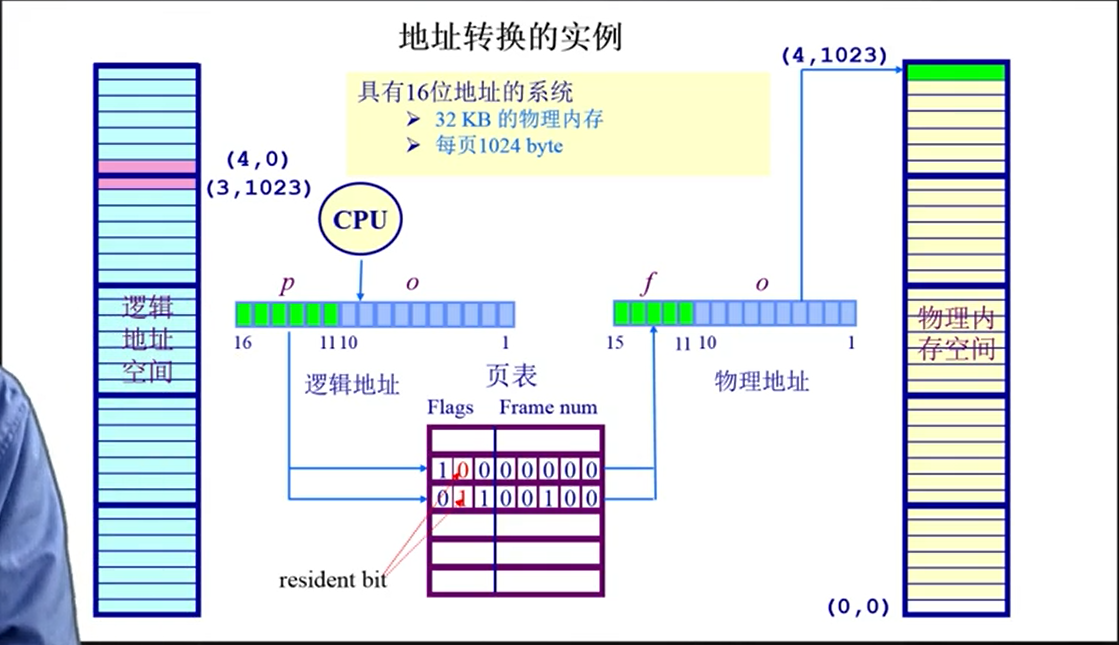 地址转换的实例
(4,1023)
具有16位地址的系统
➢ 32 KB 的物理内存
➢ 每页1024 byte
(4,0)
(3,1023)
CPU
p o
f o
16 11 10 1
15 11 10 1
逻辑
地址
空间
物理内
存空间
逻辑地址
页表
物理地址
Flags Frame num
1 0 0 0 0 0 0 0
0 1 1 0 0 1 0 0
resident bit
(0,0)